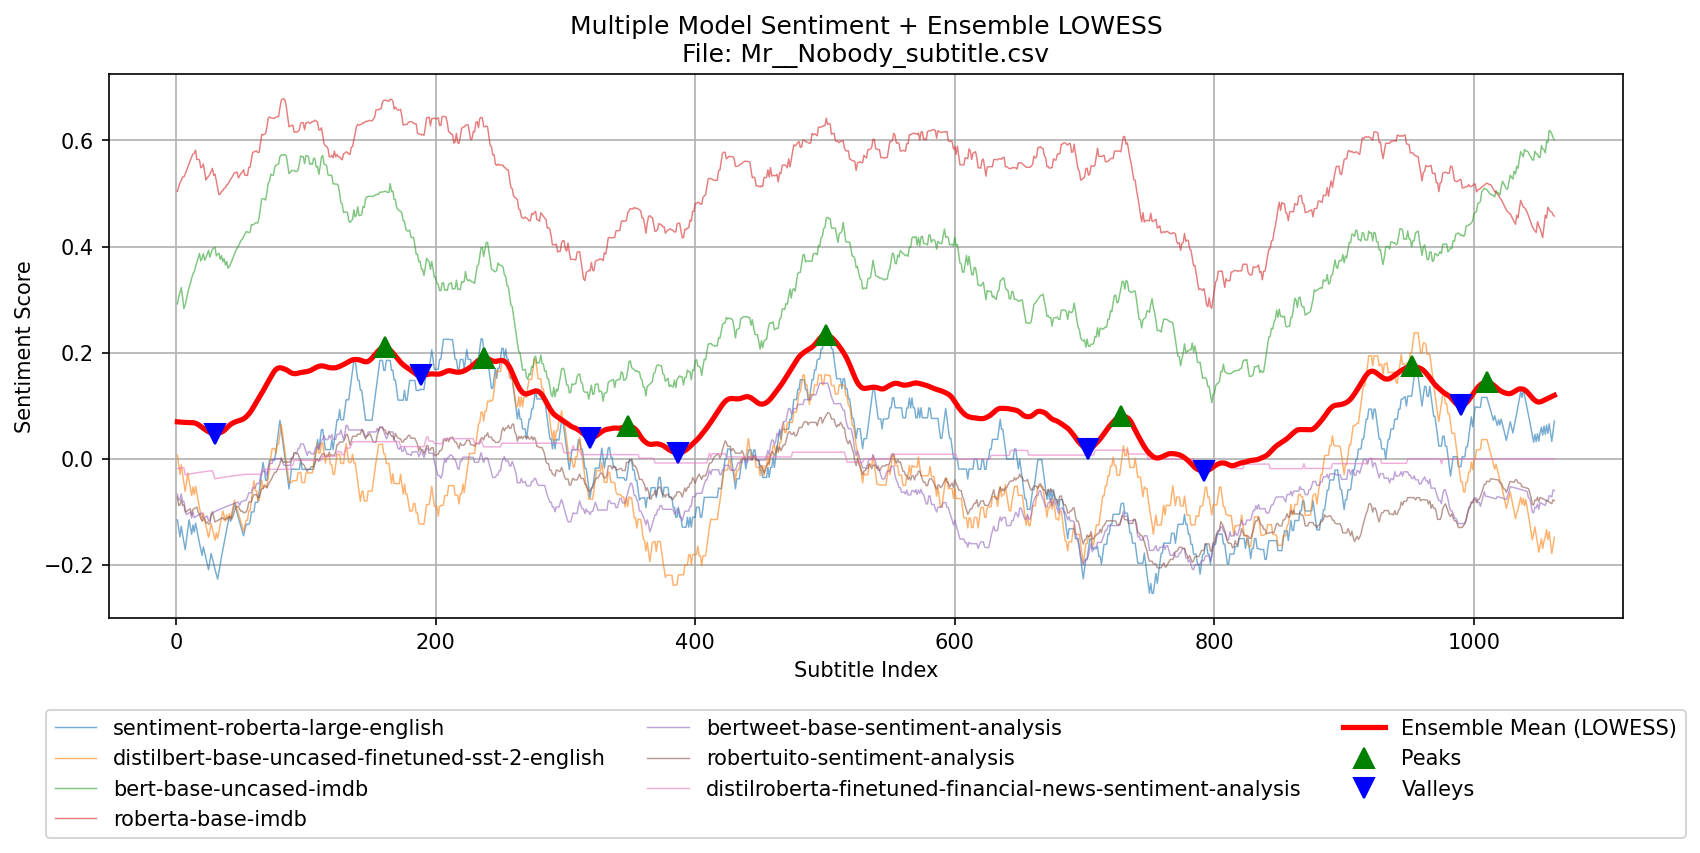 Multiple Model Sentiment + Ensemble LOWESS
File: Mr__Nobody_subtitle.csv
Sentiment Score
0.6
0.4
0.2
0.0
−0.2
0
200
400
600
800
1000
Subtitle Index
sentiment-roberta-large-english
distilbert-base-uncased-finetuned-sst-2-english
bert-base-uncased-imdb
roberta-base-imdb
bertweet-base-sentiment-analysis
robertuito-sentiment-analysis
distilroberta-finetuned-financial-news-sentiment-analysis
Ensemble Mean (LOWESS)
Peaks
Valleys